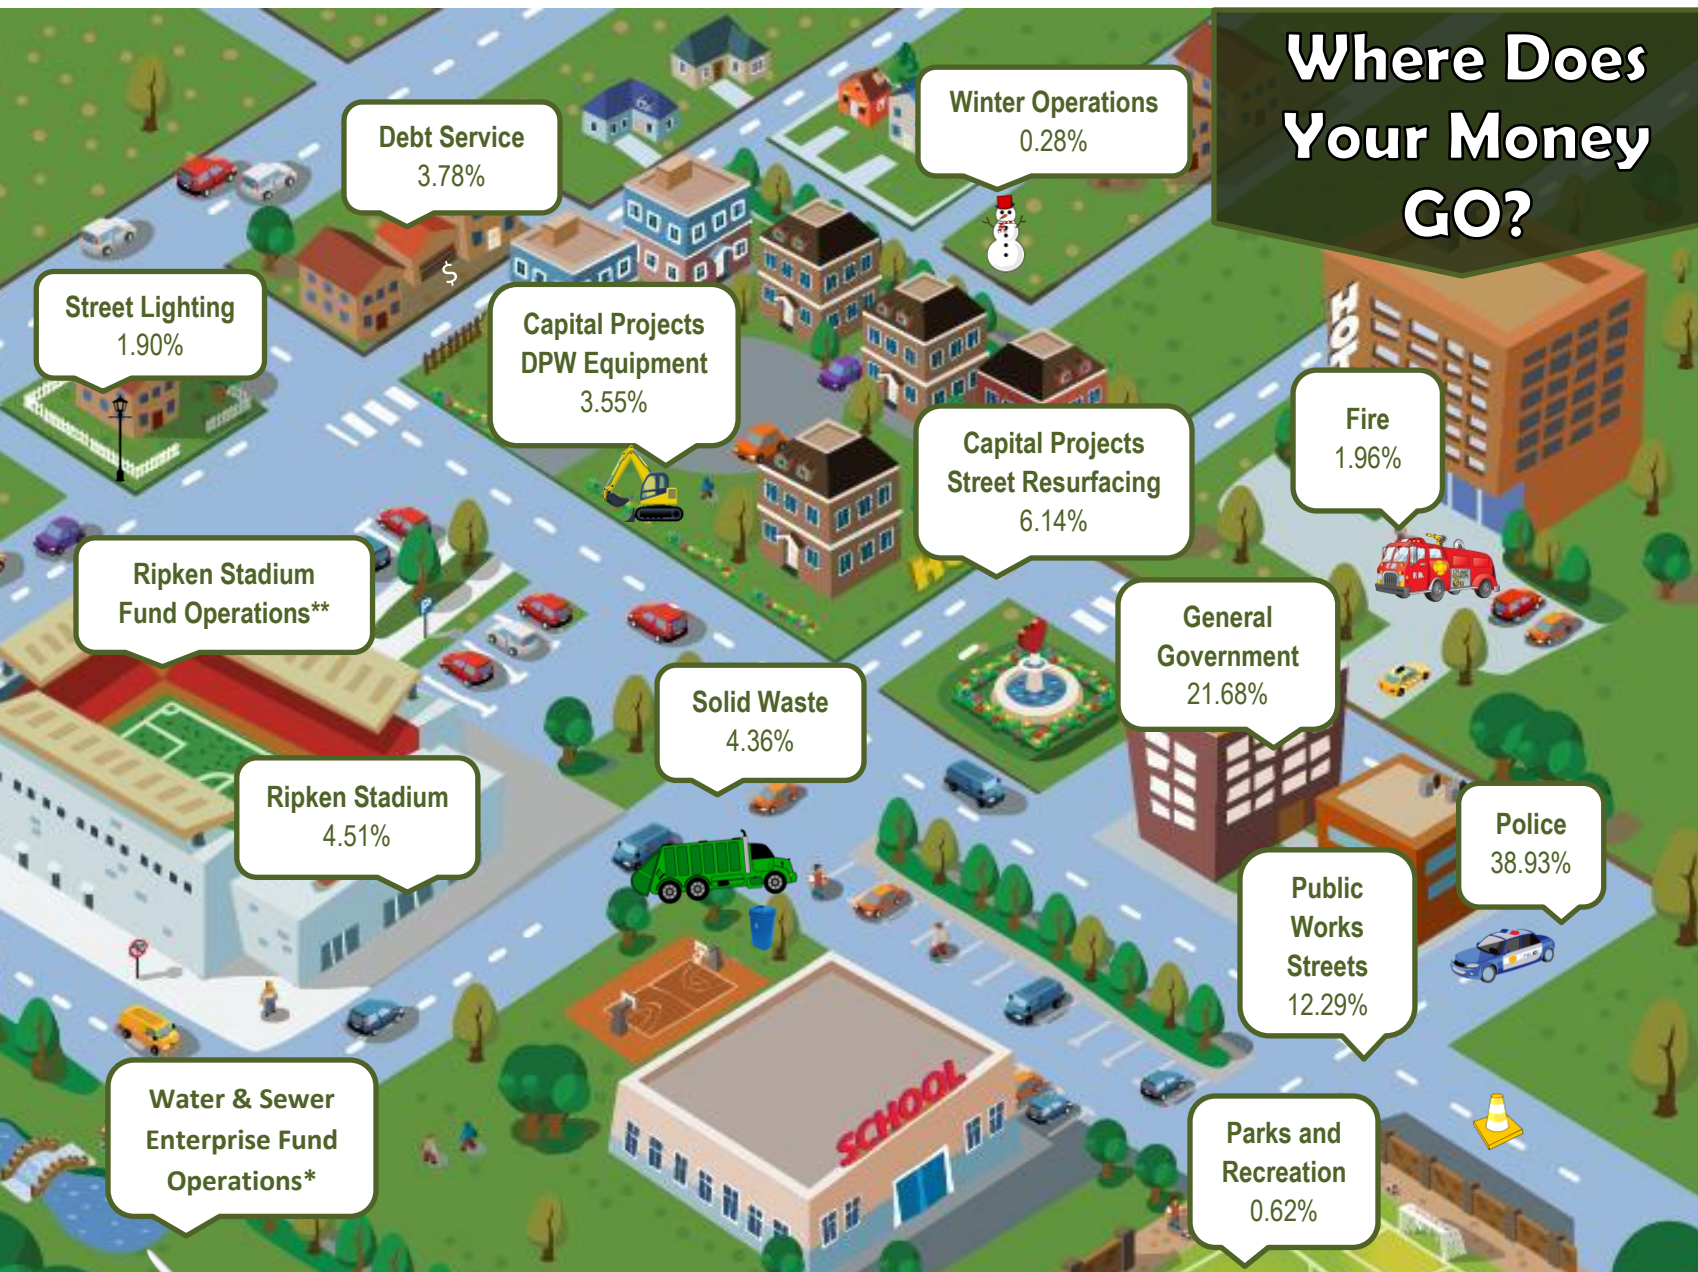 Where Does
Your Money
GO?
Winter Operations
0.28%
Debt Service
3.78%
$
Street Lighting
1.90%
Capital Projects
DPW Equipment
3.55%
HOT
Fire
1.96%
Capital Projects
Street Resurfacing
6.14%
Ripken Stadium
Fund Operations**
General
Government
21.68%
Solid Waste
4.36%
Ripken Stadium
4.51%
Police
38.93%
Public
Works
Streets
12.29%
Water & Sewer
Enterprise Fund
Operations*
SCHOOL
Parks and
Recreation
0.62%